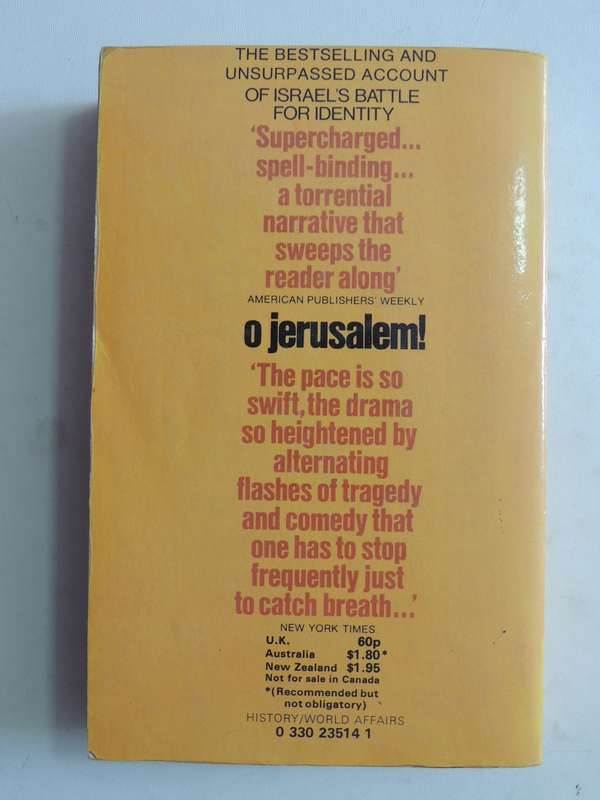 THE BESTSELLING AND
UNSURPASSED ACCOUNT
OF ISRAEL'S BATTLE
FOR IDENTITY
'Supercharged...
spell-binding...
a torrential
narrative that
sweeps the
reader along'
AMERICAN PUBLISHERS' WEEKLY
o jerusalem!
'The pace is so
swift, the drama
so heightened by
alternating
flashes of tragedy
and comedy that
one has to stop
frequently just
to catch breath...'
NEW YORK TIMES
U.K. 60p
Australia $1.80*
New Zealand $1.95
Not for sale in Canada
*(Recommended but
not obligatory)
HISTORY/WORLD AFFAIRS
0 330 23514 1